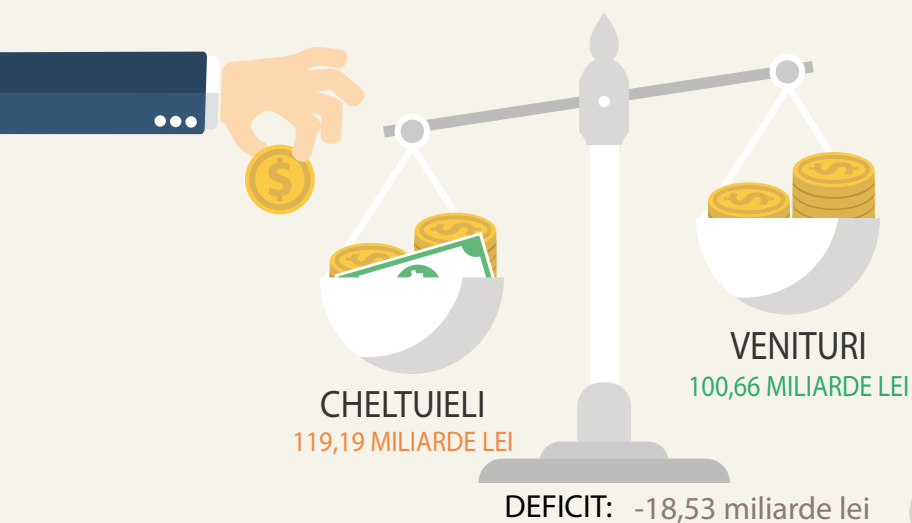 VENITURI
100,66 MILIARDE LEI
CHELTUIELI
119,19 MILIARDE LEI
DEFICIT: -18,53 miliarde lei